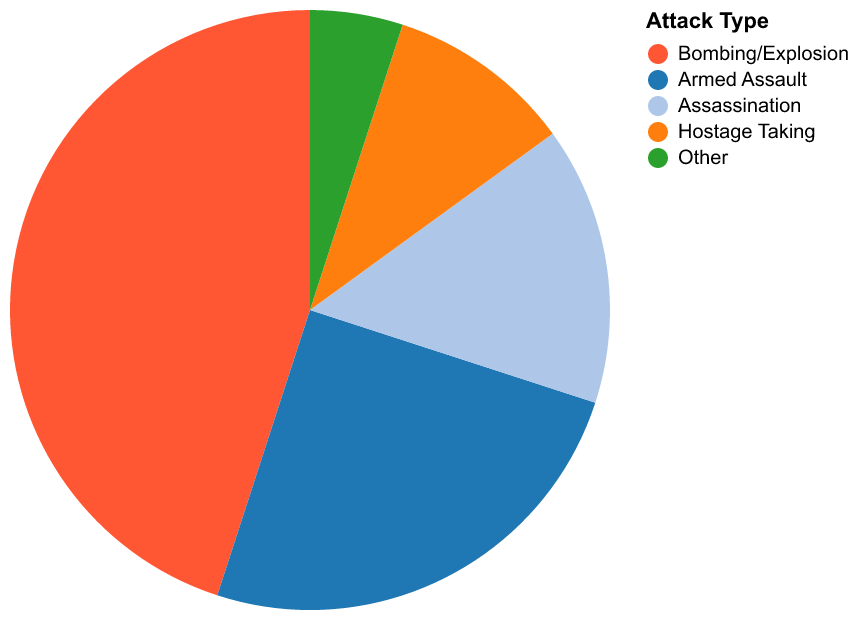 Attack Type
Bombing/Explosion
Armed Assault
Assassination
Hostage Taking
Other